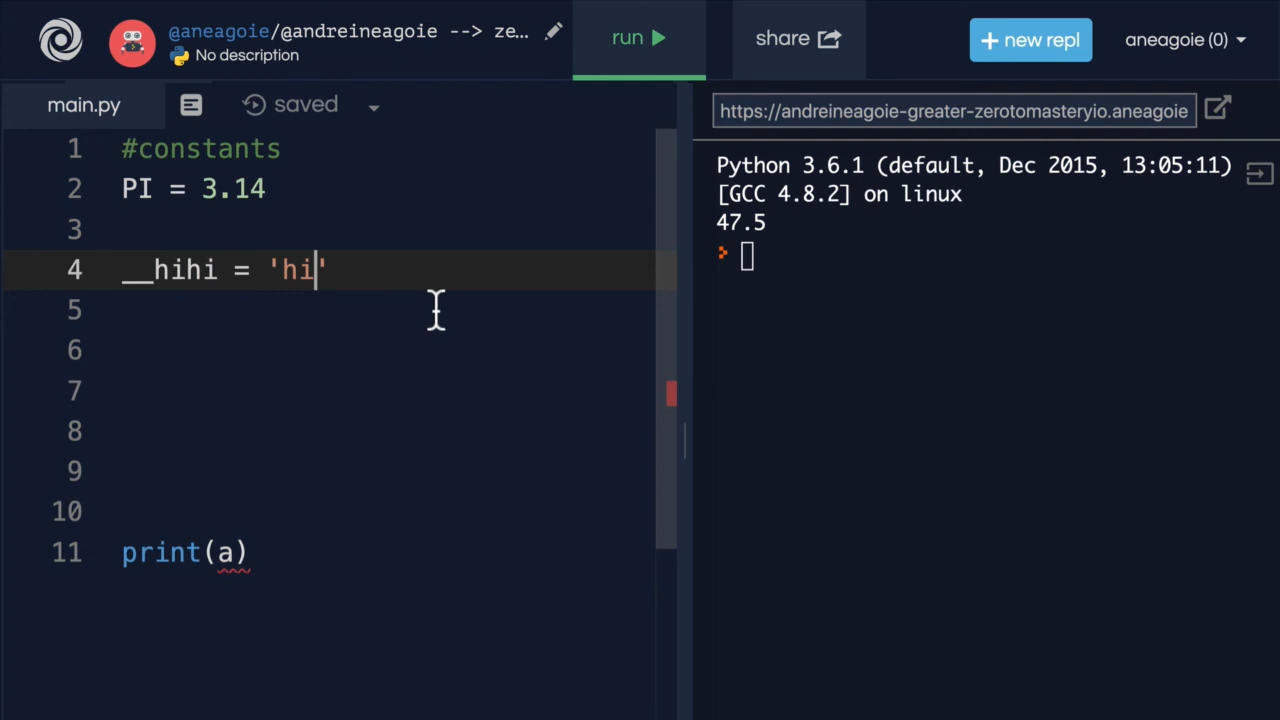 @aneagoie/@andreineagoie --> ze...
No description
run
share
+ new repl
aneagoie (0)
main.py
saved
https://andreineagoie-greater-zerotomasteryio.aneagoie
1 #constants
2 PI = 3.14
3
4 __hihi = 'hi'
5
6
7
8
9
10
11 print(a)
Python 3.6.1 (default, Dec 2015, 13:05:11)
[GCC 4.8.2] on linux
47.5